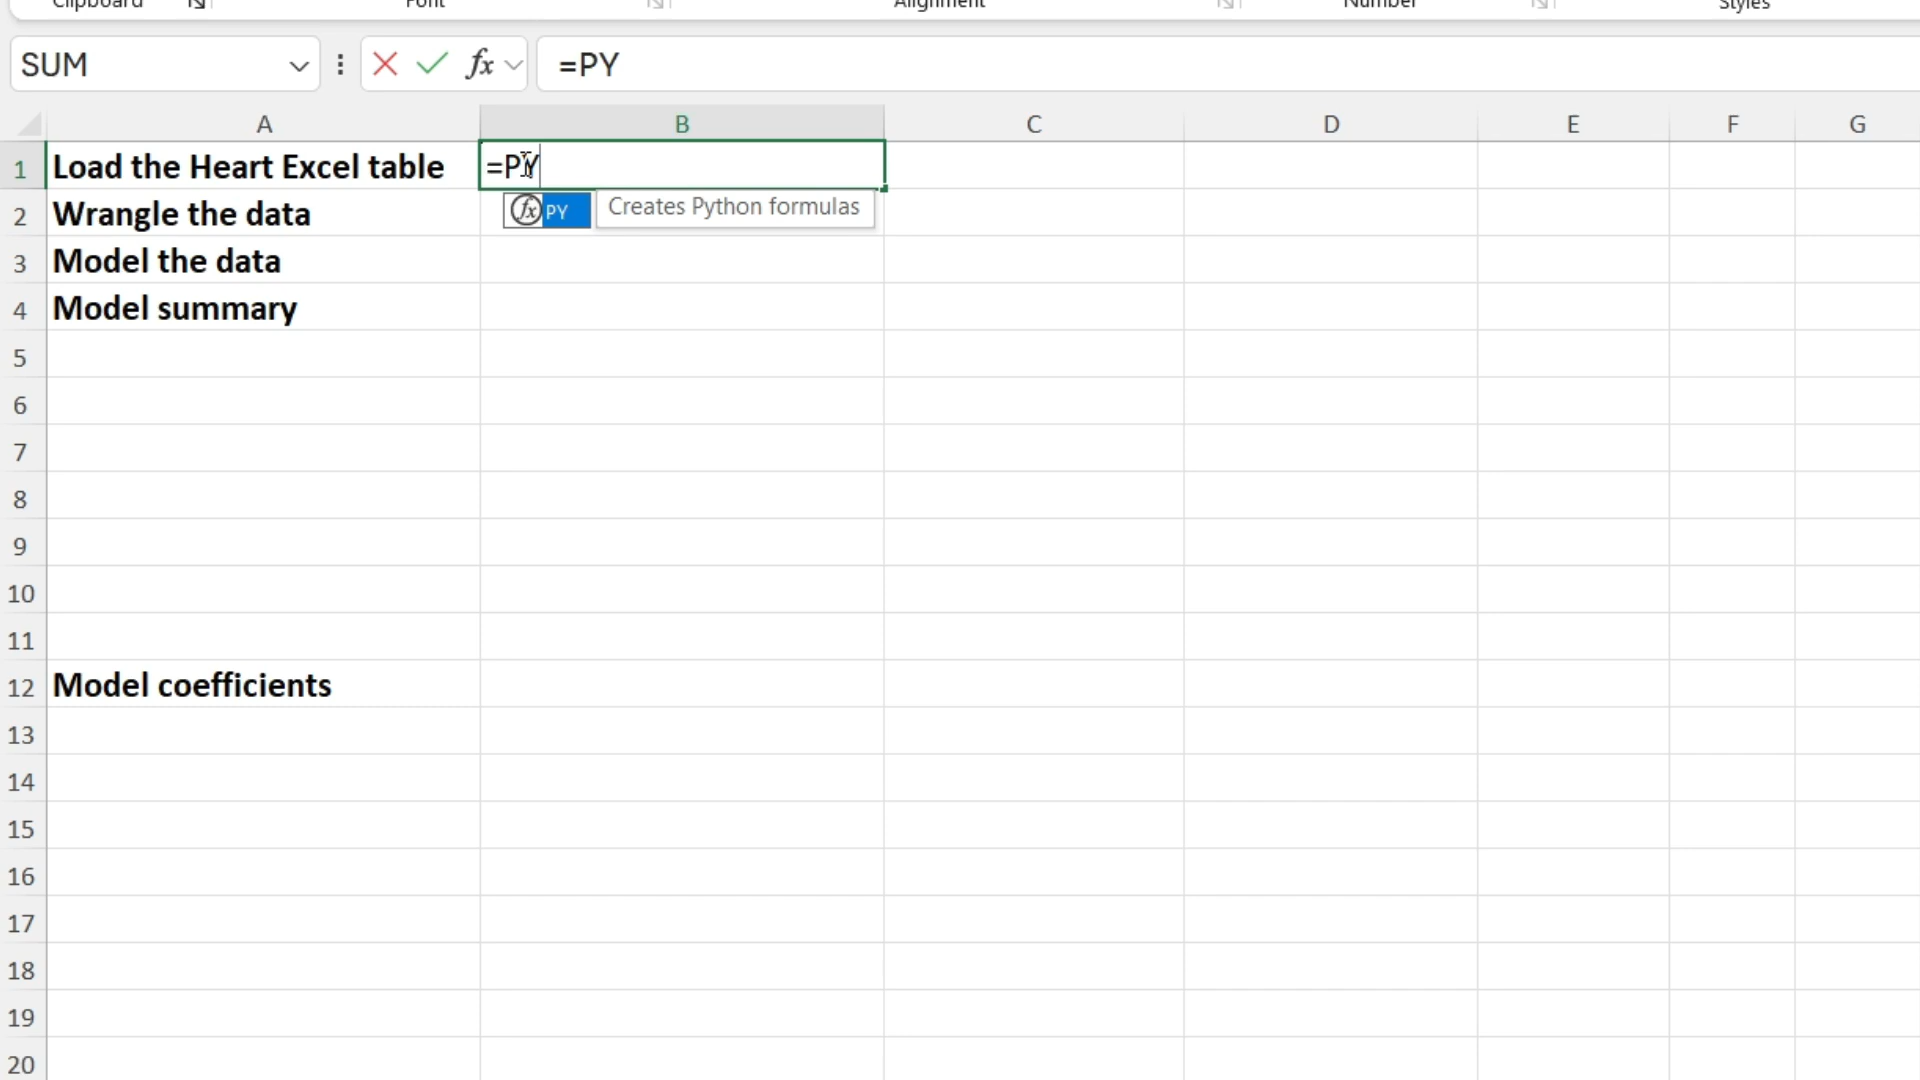 Clipboard Font Alignment Number Styles
SUM fx =PY
A B C D E F G
1 Load the Heart Excel table =PY
2 Wrangle the data fx PY Creates Python formulas
3 Model the data
4 Model summary
5
6
7
8
9
10
11
12 Model coefficients
13
14
15
16
17
18
19
20